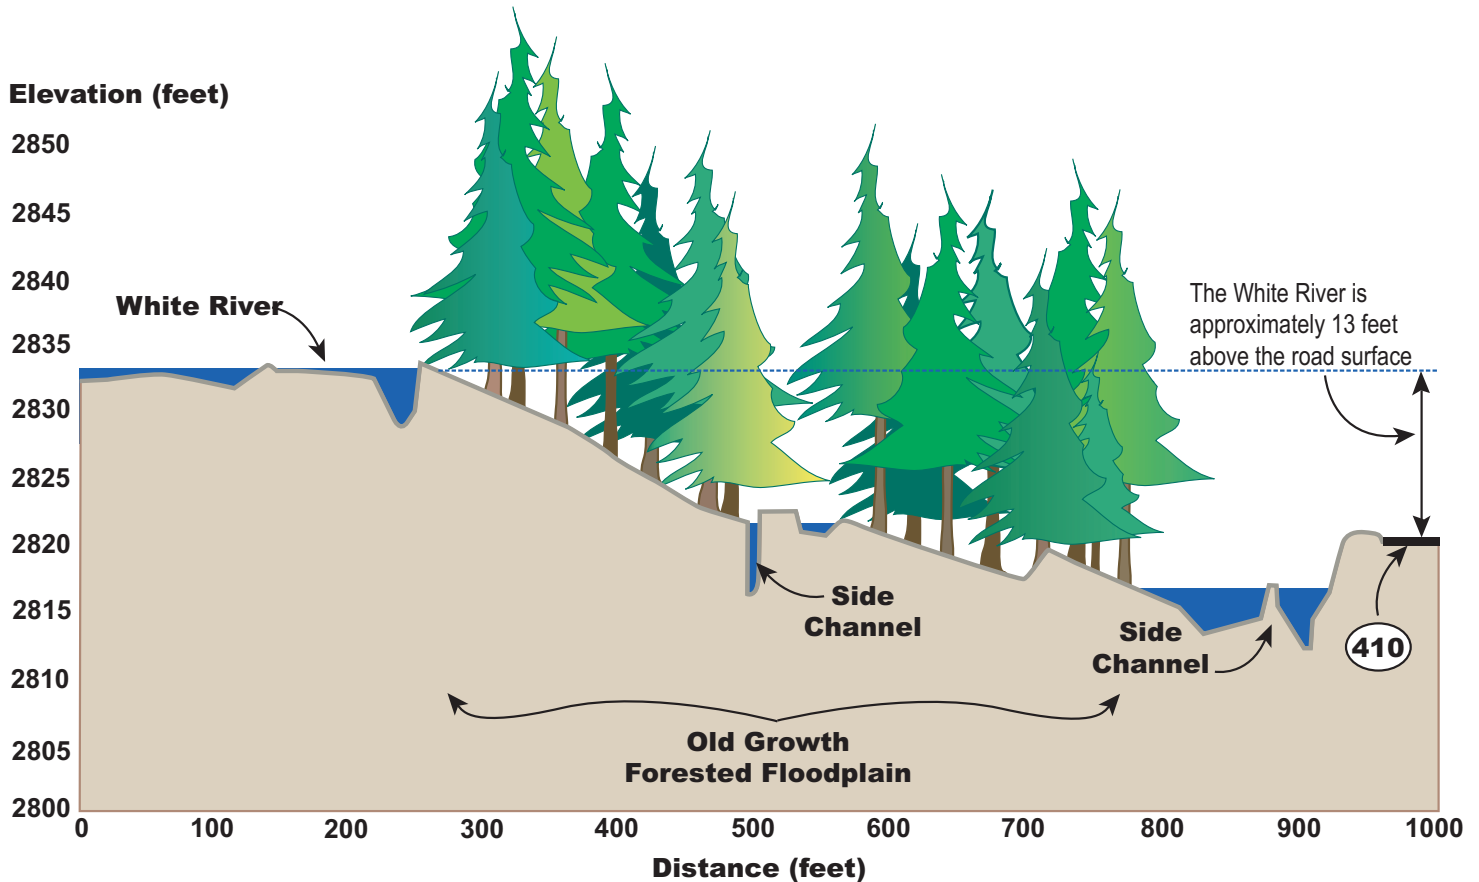 Elevation (feet)
2850
2845
2840
2835
2830
2825
2820
2815
2810
2805
2800
White River
The White River is
approximately 13 feet
above the road surface
Side
Channel
Side
Channel
410
Old Growth
Forested Floodplain
0 100 200 300 400 500 600 700 800 900 1000
Distance (feet)